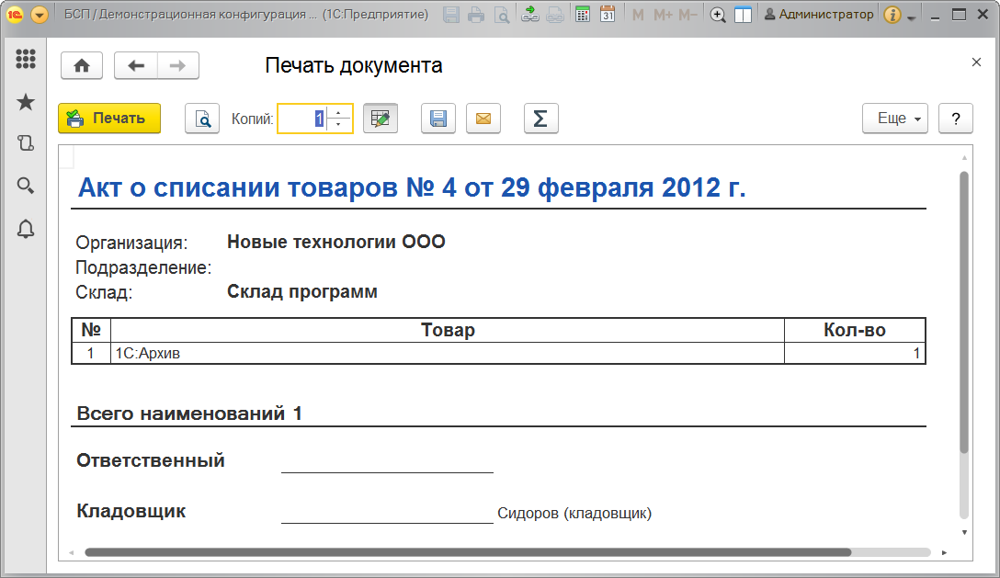 1С БСП / Демонстрационная конфигурация ... (1С:Предприятие) 31 M M+ M- Администратор i
Печать документа
Печать Копий: 1 Σ Еще ?
Акт о списании товаров № 4 от 29 февраля 2012 г.
Организация: Новые технологии ООО
Подразделение:
Склад: Склад программ
№ Товар Кол-во
1 1С:Архив 1
Всего наименований 1
Ответственный
Кладовщик Сидоров (кладовщик)